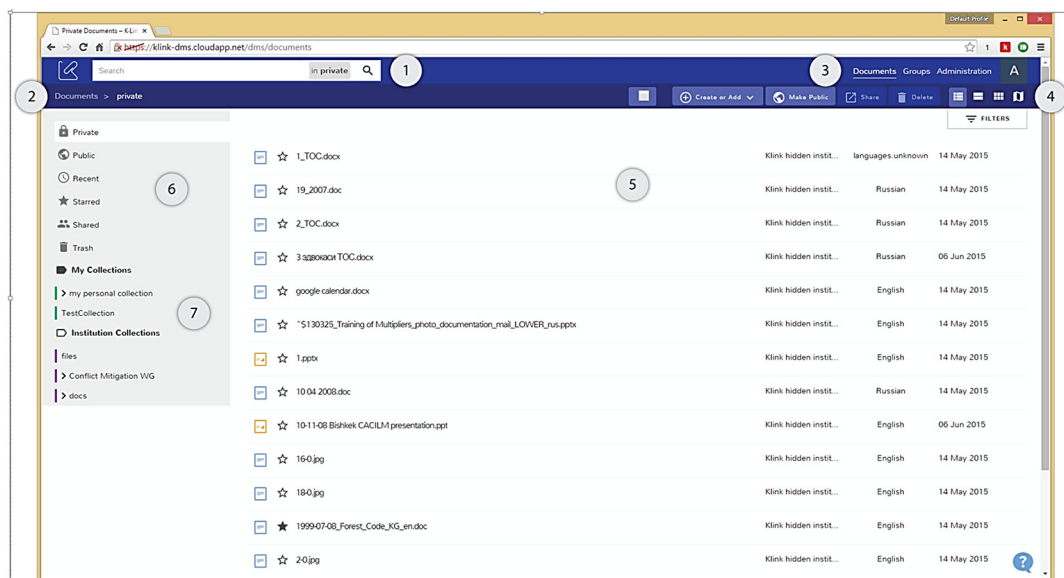 Default Profile
Private Documents – K-Lin
https://klink-dms.cloudapp.net/dms/documents
Search in private 1 3 Documents Groups Administration A
2 Documents > private Create or Add Make Public Share Delete 4
FILTERS
Private
Public
Recent
Starred
Shared
Trash
6
My Collections
my personal collection
TestCollection
7
Institution Collections
files
Conflict Mitigation WG
docs
5
1_TOC.docx Klink hidden instit... languages.unknown 14 May 2015
19_2007.doc Klink hidden instit... Russian 14 May 2015
2_TOC.docx Klink hidden instit... Russian 14 May 2015
3 эдвокаси TOC.docx Klink hidden instit... Russian 06 Jun 2015
google calendar.docx Klink hidden instit... English 14 May 2015
~$130325_Training of Multipliers_photo_documentation_mail_LOWER_rus.pptx Klink hidden instit... English 14 May 2015
1.pptx Klink hidden instit... English 14 May 2015
10 04 2008.doc Klink hidden instit... Russian 14 May 2015
10-11-08 Bishkek CACILM presentation.ppt Klink hidden instit... English 06 Jun 2015
16-0.jpg Klink hidden instit... English 14 May 2015
18-0.jpg Klink hidden instit... English 14 May 2015
1999-07-08_Forest_Code_KG_en.doc Klink hidden instit... English 14 May 2015
2-0.jpg Klink hidden instit... English 14 May 2015
?